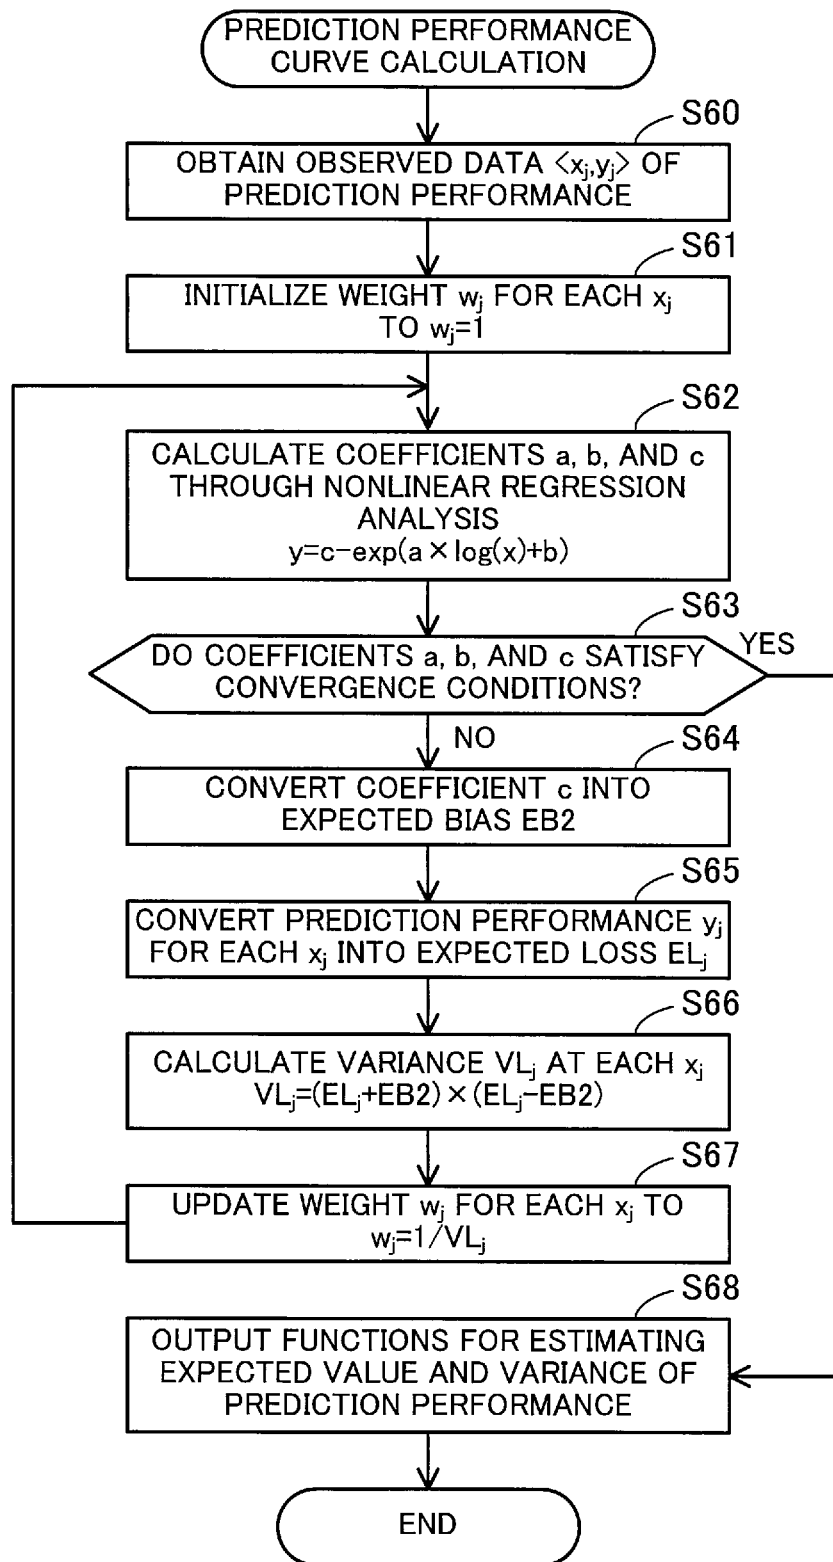 PREDICTION PERFORMANCE
CURVE CALCULATION
S60
OBTAIN OBSERVED DATA <xj,yj> OF
PREDICTION PERFORMANCE
S61
INITIALIZE WEIGHT wj FOR EACH xj
TO wj=1
S62
CALCULATE COEFFICIENTS a, b, AND c
THROUGH NONLINEAR REGRESSION
ANALYSIS
y=c-exp(a×log(x)+b)
S63
DO COEFFICIENTS a, b, AND c SATISFY
CONVERGENCE CONDITIONS?
YES
NO
S64
CONVERT COEFFICIENT c INTO
EXPECTED BIAS EB2
S65
CONVERT PREDICTION PERFORMANCE yj
FOR EACH xj INTO EXPECTED LOSS ELj
S66
CALCULATE VARIANCE VLj AT EACH xj
VLj=(ELj+EB2)×(ELj-EB2)
S67
UPDATE WEIGHT wj FOR EACH xj TO
wj=1/VLj
S68
OUTPUT FUNCTIONS FOR ESTIMATING
EXPECTED VALUE AND VARIANCE OF
PREDICTION PERFORMANCE
END